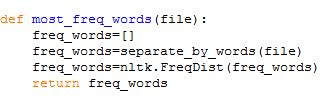 def most_freq_words(file):
    freq_words=[]
    freq_words=separate_by_words(file)
    freq_words=nltk.FreqDist(freq_words)
    return freq_words